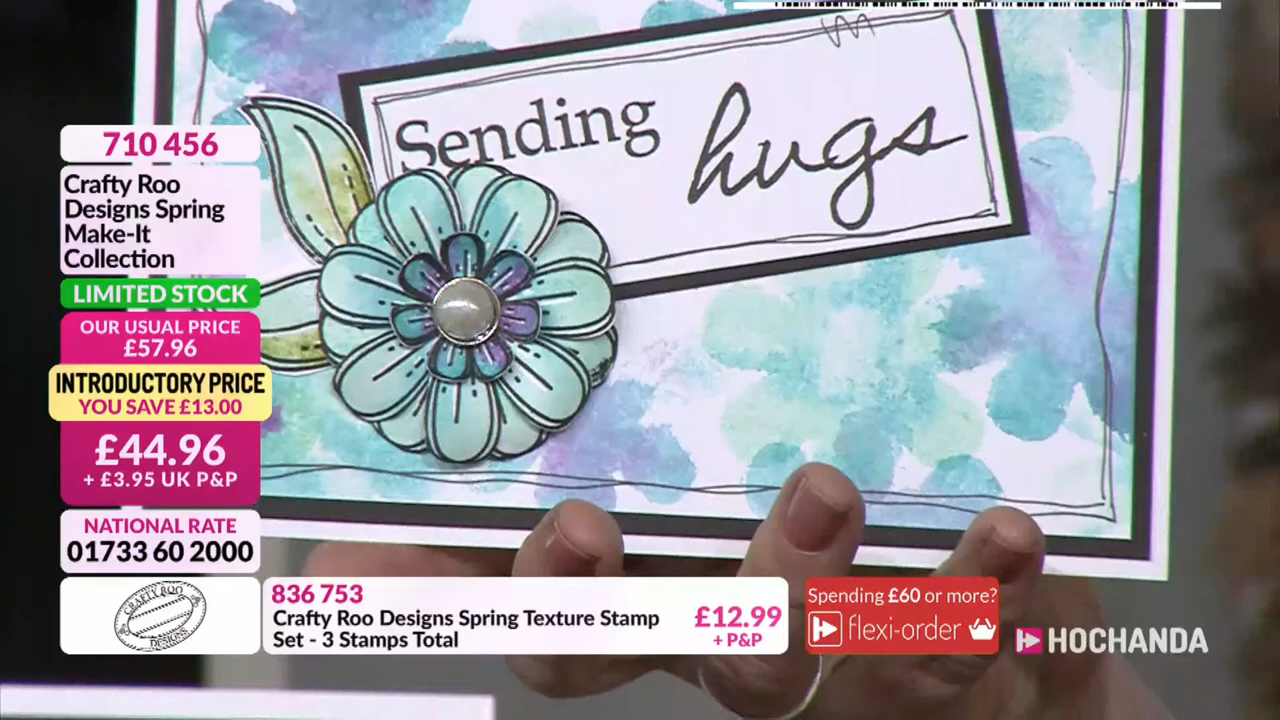 Sending hugs
710 456
Crafty Roo
Designs Spring
Make-It
Collection
LIMITED STOCK
OUR USUAL PRICE
£57.96
INTRODUCTORY PRICE
YOU SAVE £13.00
£44.96
+ £3.95 UK P&P
NATIONAL RATE
01733 60 2000
CRAFTY ROO
DESIGNS
836 753
Crafty Roo Designs Spring Texture Stamp
Set - 3 Stamps Total
£12.99
+ P&P
Spending £60 or more?
flexi-order
HOCHANDA